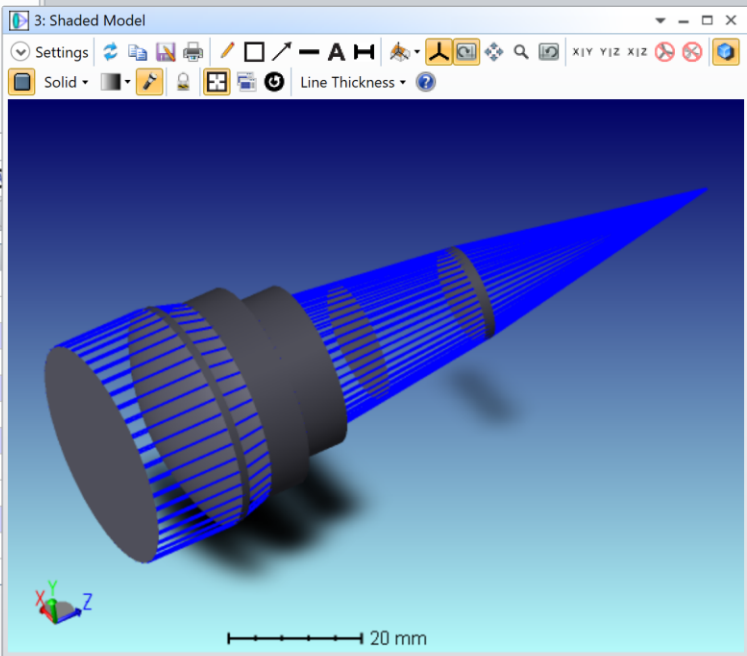 3: Shaded Model
Settings A X|Y Y|Z X|Z
Solid Line Thickness ?
Y
X Z
20 mm